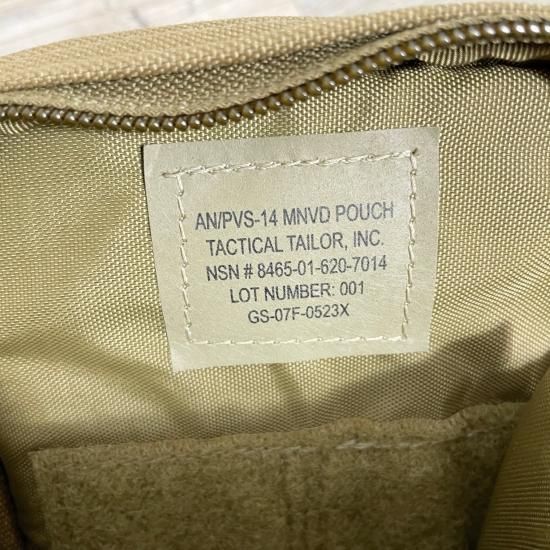 AN/PVS-14 MNVD POUCH
TACTICAL TAILOR, INC.
NSN # 8465-01-620-7014
LOT NUMBER: 001
GS-07F-0523X